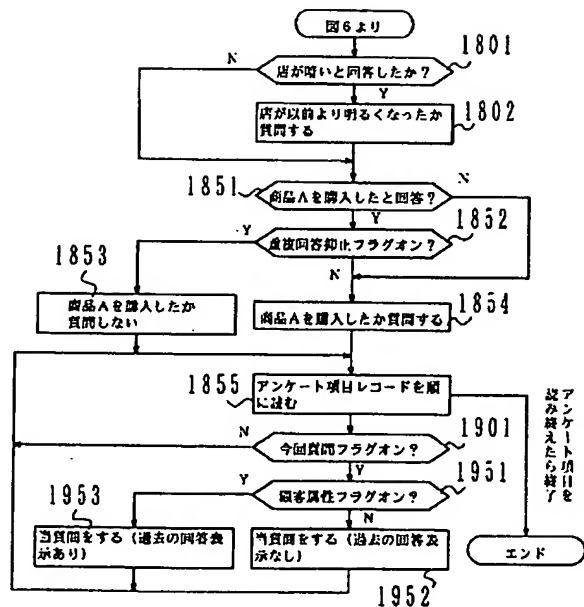 図6より
1801
N
店が暗いと回答したか？
Y
店が以前より明るくなったか
質問する
1802
1851
商品Aを購入したと回答？
N
Y
1852
Y
重複回答抑止フラグオン？
N
1853
商品Aを購入したか
質問しない
1854
商品Aを購入したか質問する
1855
アンケート項目レコードを順
に読む
アンケート項目を
読み終えたら終了
N
今回質問フラグオン？
1901
Y
1951
Y
顧客属性フラグオン？
N
1953
当質問をする（過去の回答表
示あり）
当質問をする（過去の回答表
示なし）
1952
エンド